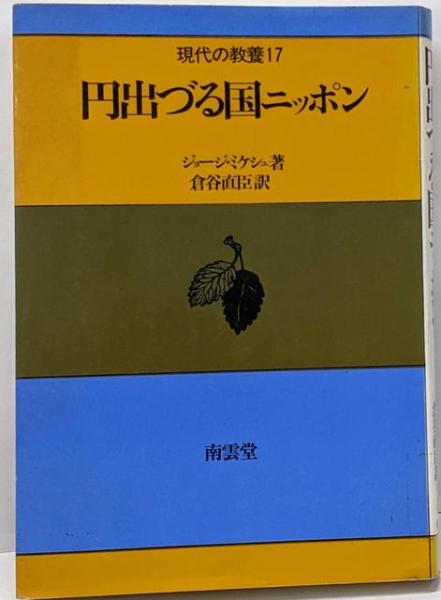 現代の教養17
円出づる国ニッポン
ジョージ・ミケシュ著
倉谷直臣訳
南雲堂